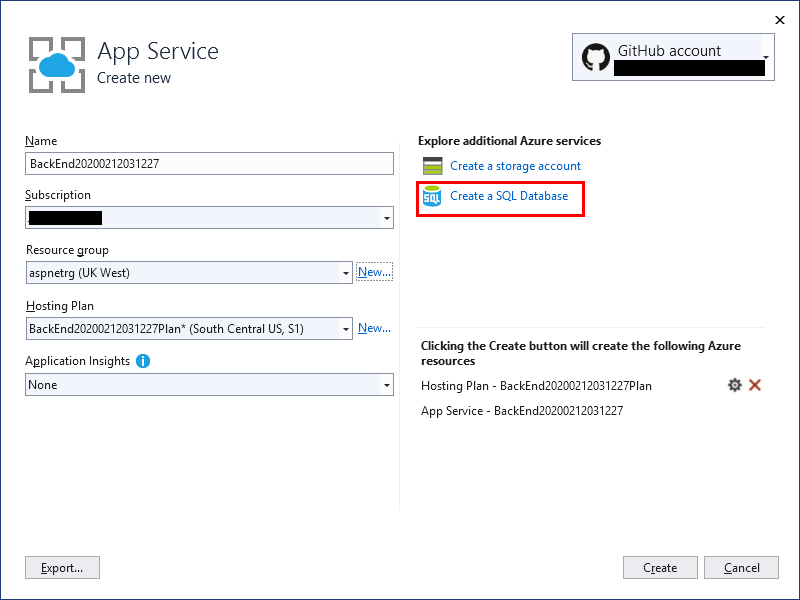 App Service
Create new
GitHub account
Name
BackEnd20200212031227
Subscription
Resource group
aspnetrg (UK West)
New...
Hosting Plan
BackEnd20200212031227Plan* (South Central US, S1)
New...
Application Insights
None
Explore additional Azure services
Create a storage account
SQL
Create a SQL Database
Clicking the Create button will create the following Azure
resources
Hosting Plan - BackEnd20200212031227Plan
App Service - BackEnd20200212031227
Export...
Create
Cancel